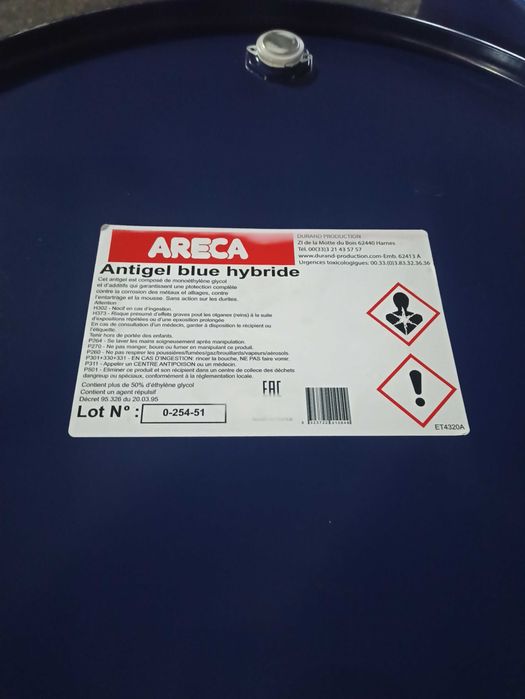 ARECA
DURAND PRODUCTION
ZI de la Motte du Bois 62440 Harnes
Tél. 00(33)3 21 43 57 57
www.durand-production.com-Emb. 62413 A
Urgences toxicologigues: 00.33.(0)3.83.32.36.36
Antigel blue hybride
Cet antigel est composé de monoéthylène glycol
et d'additifs qui garantissent une protection complète
contre la corrosion des métaux et alliages, contre
l'entartrage et la mousse. Sans action sur les durites.
Attention
H302 - Nocif en cas d'ingestion.
H373 - Risque présumé d'effets graves pour les organes (reins) à la suite
d'expositions répétées ou d'une exposition prolongée
En cas de consultation d'un médecin, garder à disposition le récipient ou
l'étiquette.
Tenir hors de portée des enfants.
P264 - Se laver les mains soigneusement après manipulation.
P270 - Ne pas manger, boire ou fumer en manipulant ce produit.
P260 - Ne pas respirer les poussières/fumées/gaz/brouillards/vapeurs/aérosols.
P301+330+331 - EN CAS D'INGESTION: rincer la bouche, NE PAS faire vomir.
P311 - Appeler un CENTRE ANTIPOISON ou un médecin.
P501 - Eliminer ce produit et son récipient dans un centre de colléce des déchets
dangereux ou spéciaux, conformément à la réglementation locale.
Contient plus de 50% d'éthylène glycol
Contient un agent répulsif
Décret 95.326 du 20.03.95
EAC
Lot N° : 0-254-51
ET4320A